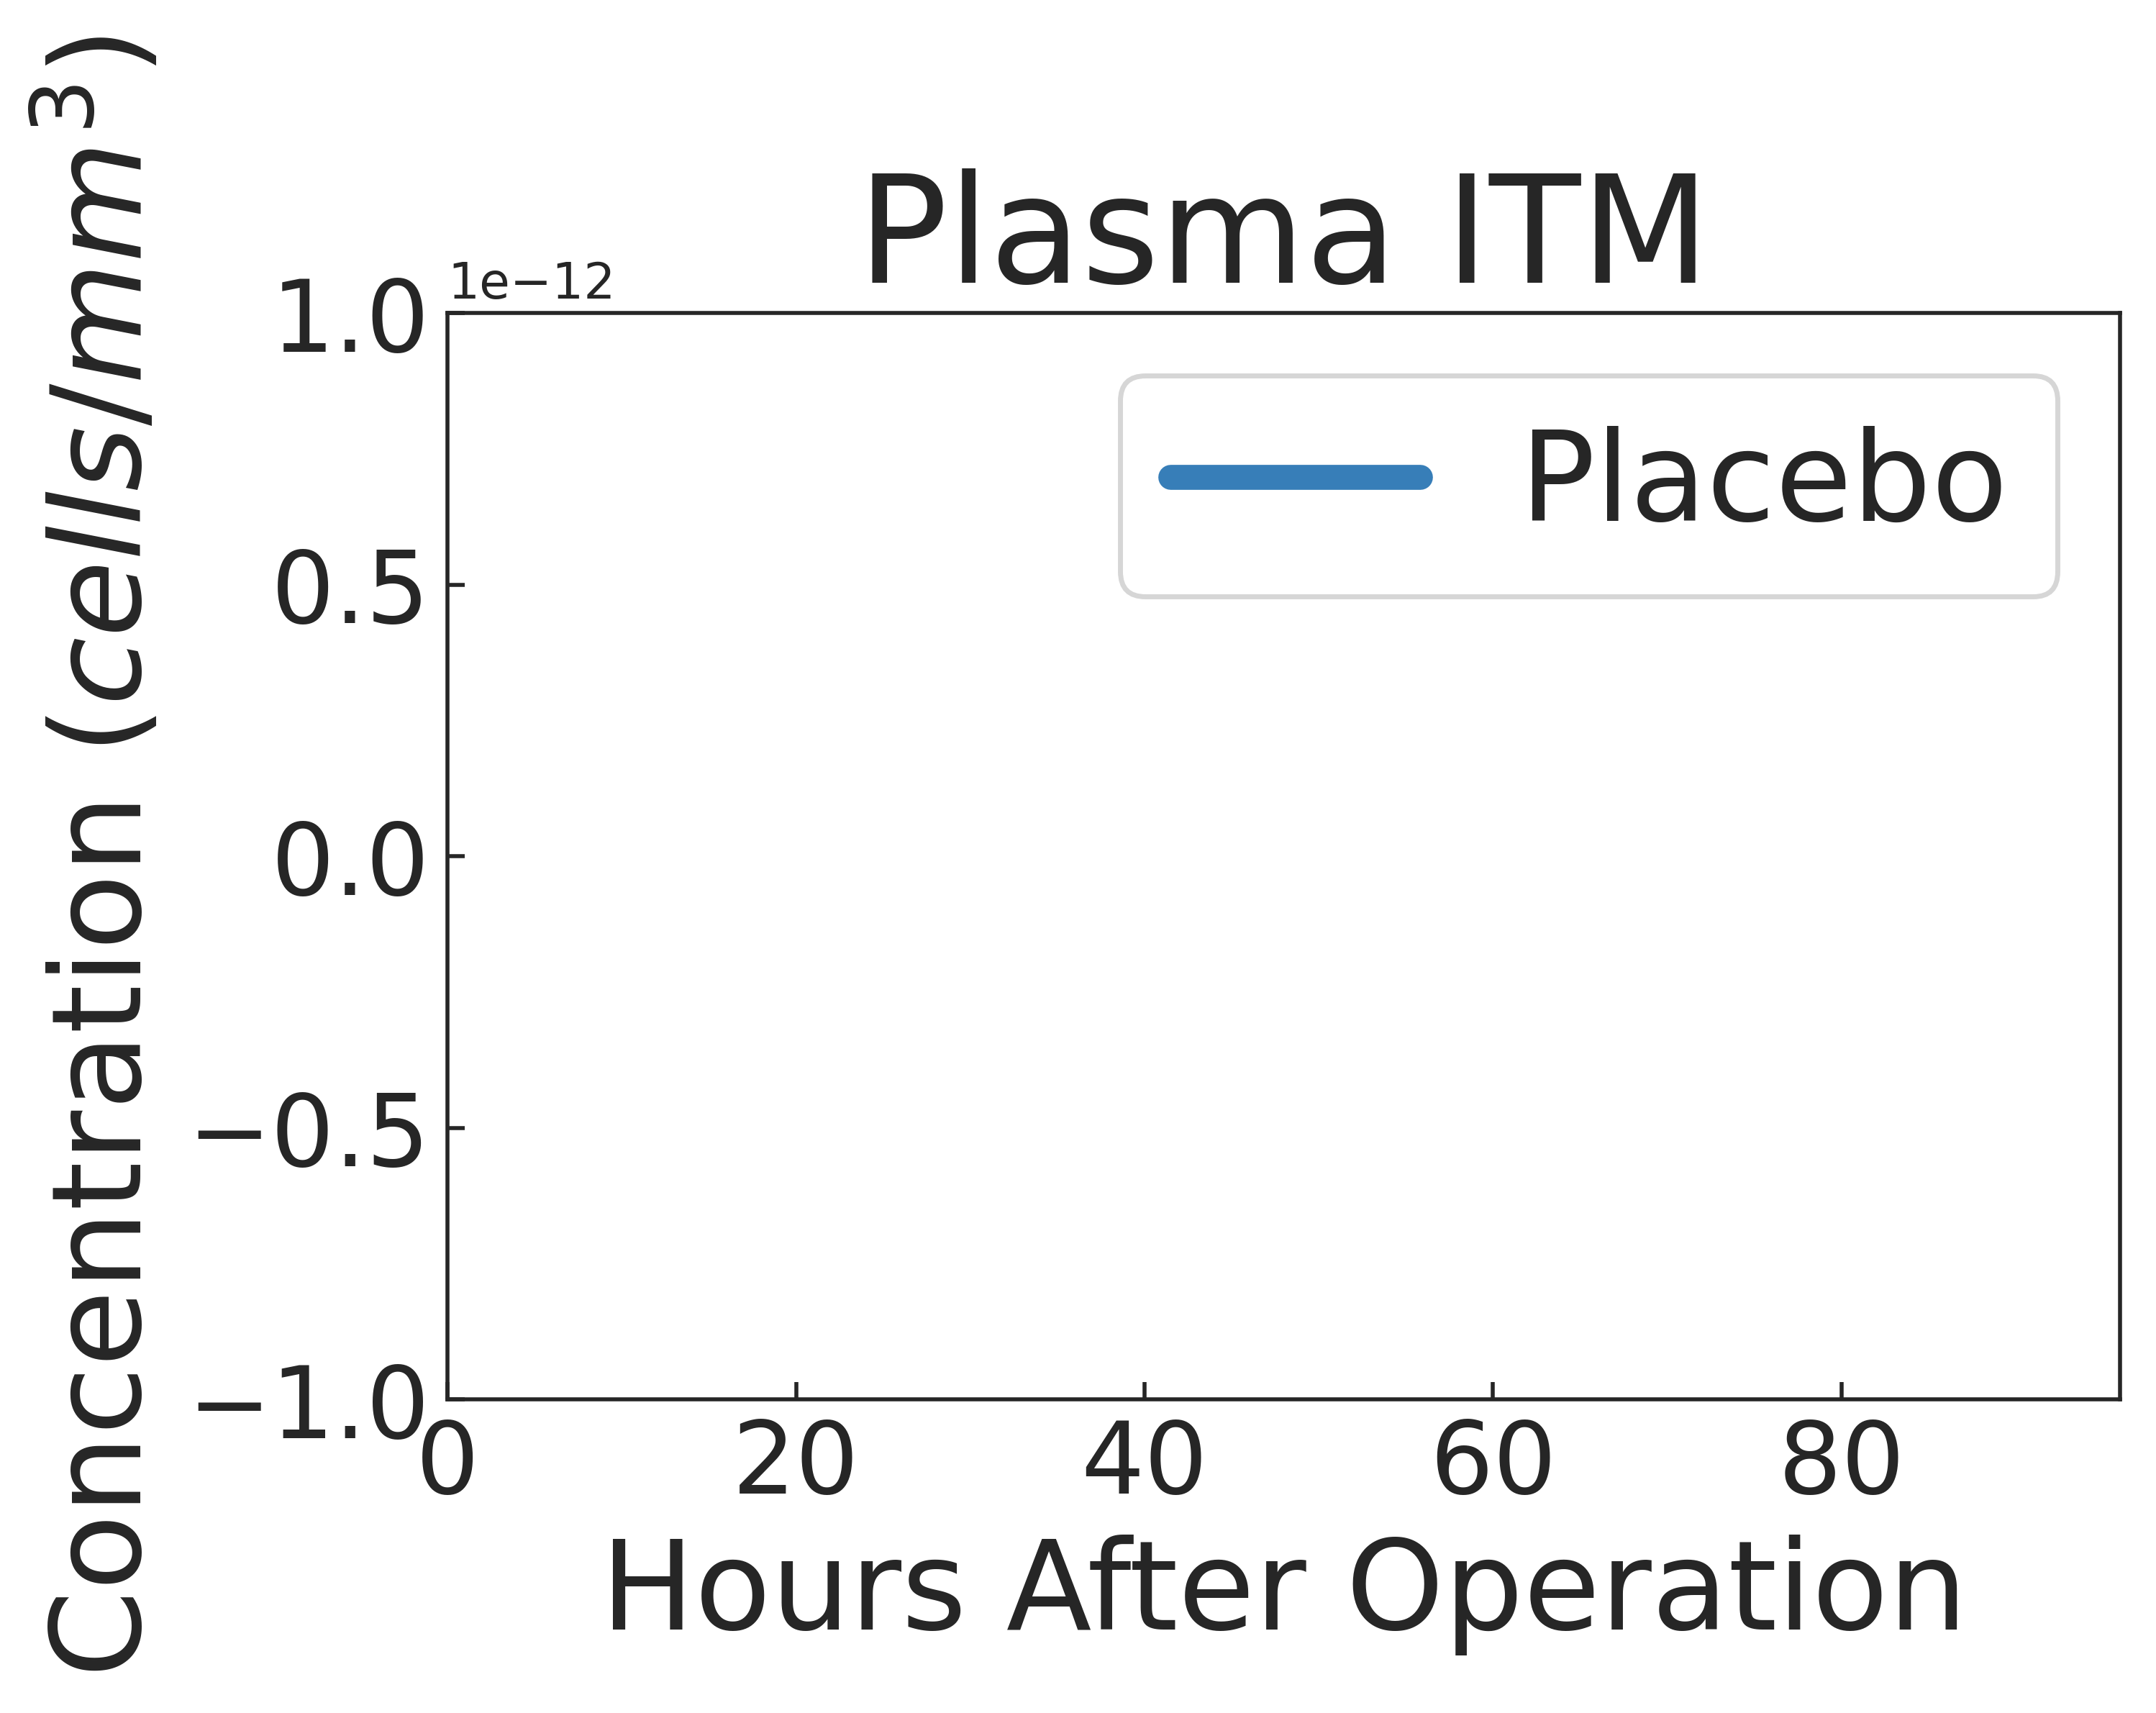 Plasma ITM
1e−12
Concentration (cells/mm³)
1.0
0.5
0.0
−0.5
−1.0
Placebo
0 20 40 60 80
Hours After Operation